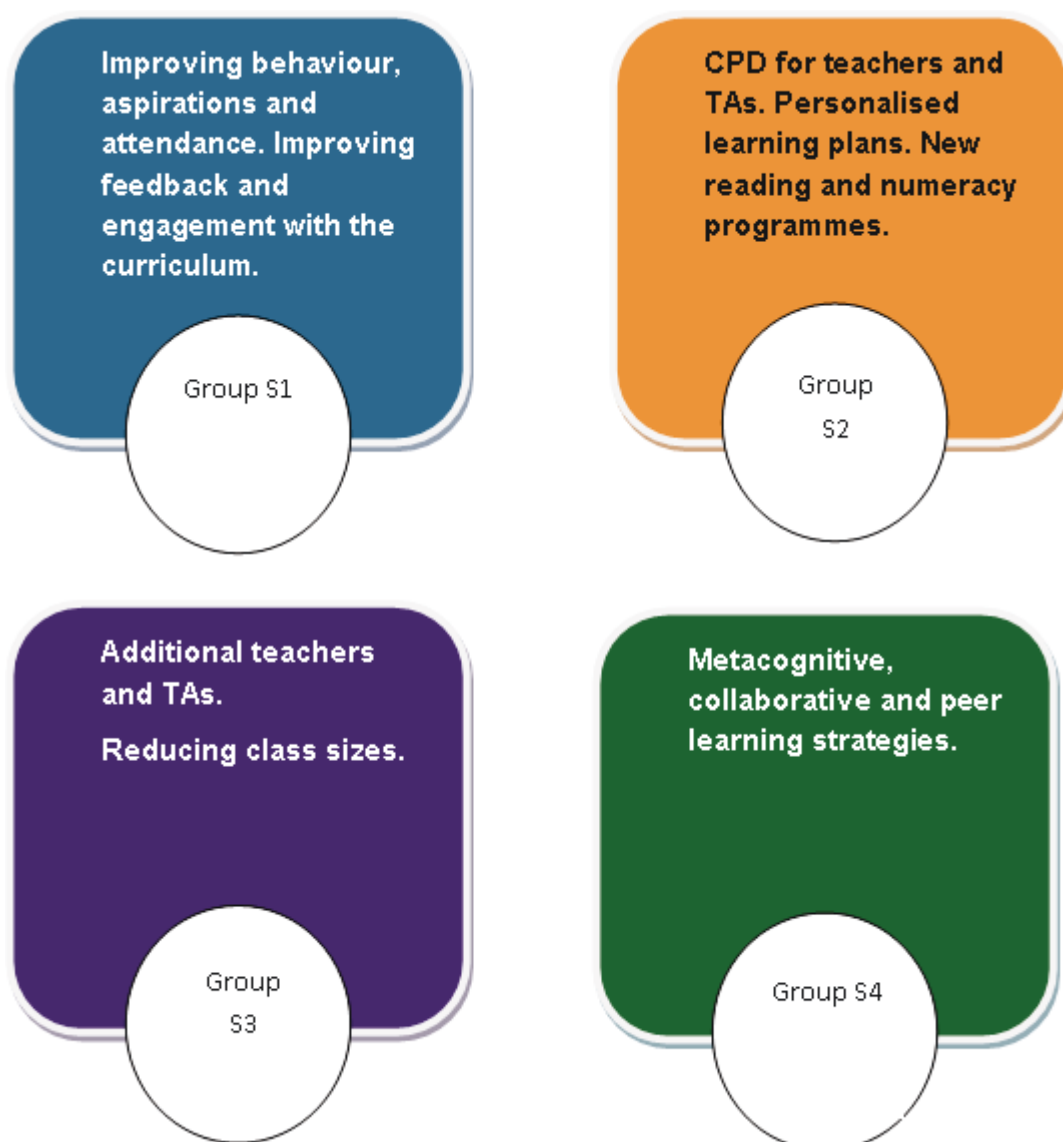 Improving behaviour,
aspirations and
attendance. Improving
feedback and
engagement with the
curriculum.
Group S1
CPD for teachers and
TAs. Personalised
learning plans. New
reading and numeracy
programmes.
Group
S2
Additional teachers
and TAs.
Reducing class sizes.
Group
S3
Metacognitive,
collaborative and peer
learning strategies.
Group S4